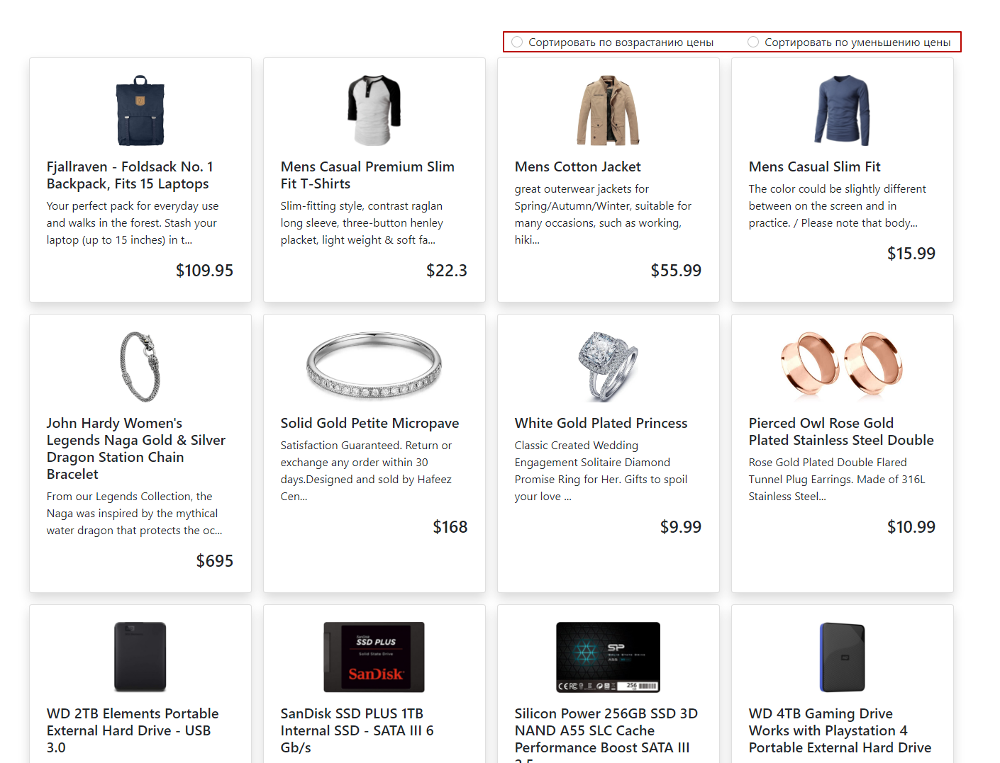 Сортировать по возрастанию цены Сортировать по уменьшению цены
Fjallraven - Foldsack No. 1
Backpack, Fits 15 Laptops
Your perfect pack for everyday use
and walks in the forest. Stash your
laptop (up to 15 inches) in t...
$109.95
Mens Casual Premium Slim
Fit T-Shirts
Slim-fitting style, contrast raglan
long sleeve, three-button henley
placket, light weight & soft fa...
$22.3
Mens Cotton Jacket
great outerwear jackets for
Spring/Autumn/Winter, suitable for
many occasions, such as working,
hiki...
$55.99
Mens Casual Slim Fit
The color could be slightly different
between on the screen and in
practice. / Please note that body...
$15.99
John Hardy Women's
Legends Naga Gold & Silver
Dragon Station Chain
Bracelet
From our Legends Collection, the
Naga was inspired by the mythical
water dragon that protects the oc...
$695
Solid Gold Petite Micropave
Satisfaction Guaranteed. Return or
exchange any order within 30
days.Designed and sold by Hafeez
Cen...
$168
White Gold Plated Princess
Classic Created Wedding
Engagement Solitaire Diamond
Promise Ring for Her. Gifts to spoil
your love ...
$9.99
Pierced Owl Rose Gold
Plated Stainless Steel Double
Rose Gold Plated Double Flared
Tunnel Plug Earrings. Made of 316L
Stainless Steel...
$10.99
WD 2TB Elements Portable
External Hard Drive - USB
3.0
SanDisk
SSD PLUS
Solid State Drive
SanDisk
SanDisk SSD PLUS 1TB
Internal SSD - SATA III 6
Gb/s
SP
SOLID STATE DRIVE
A55
256
Silicon Power 256GB SSD 3D
NAND A55 SLC Cache
Performance Boost SATA III
2.5
WD
WD 4TB Gaming Drive
Works with Playstation 4
Portable External Hard Drive